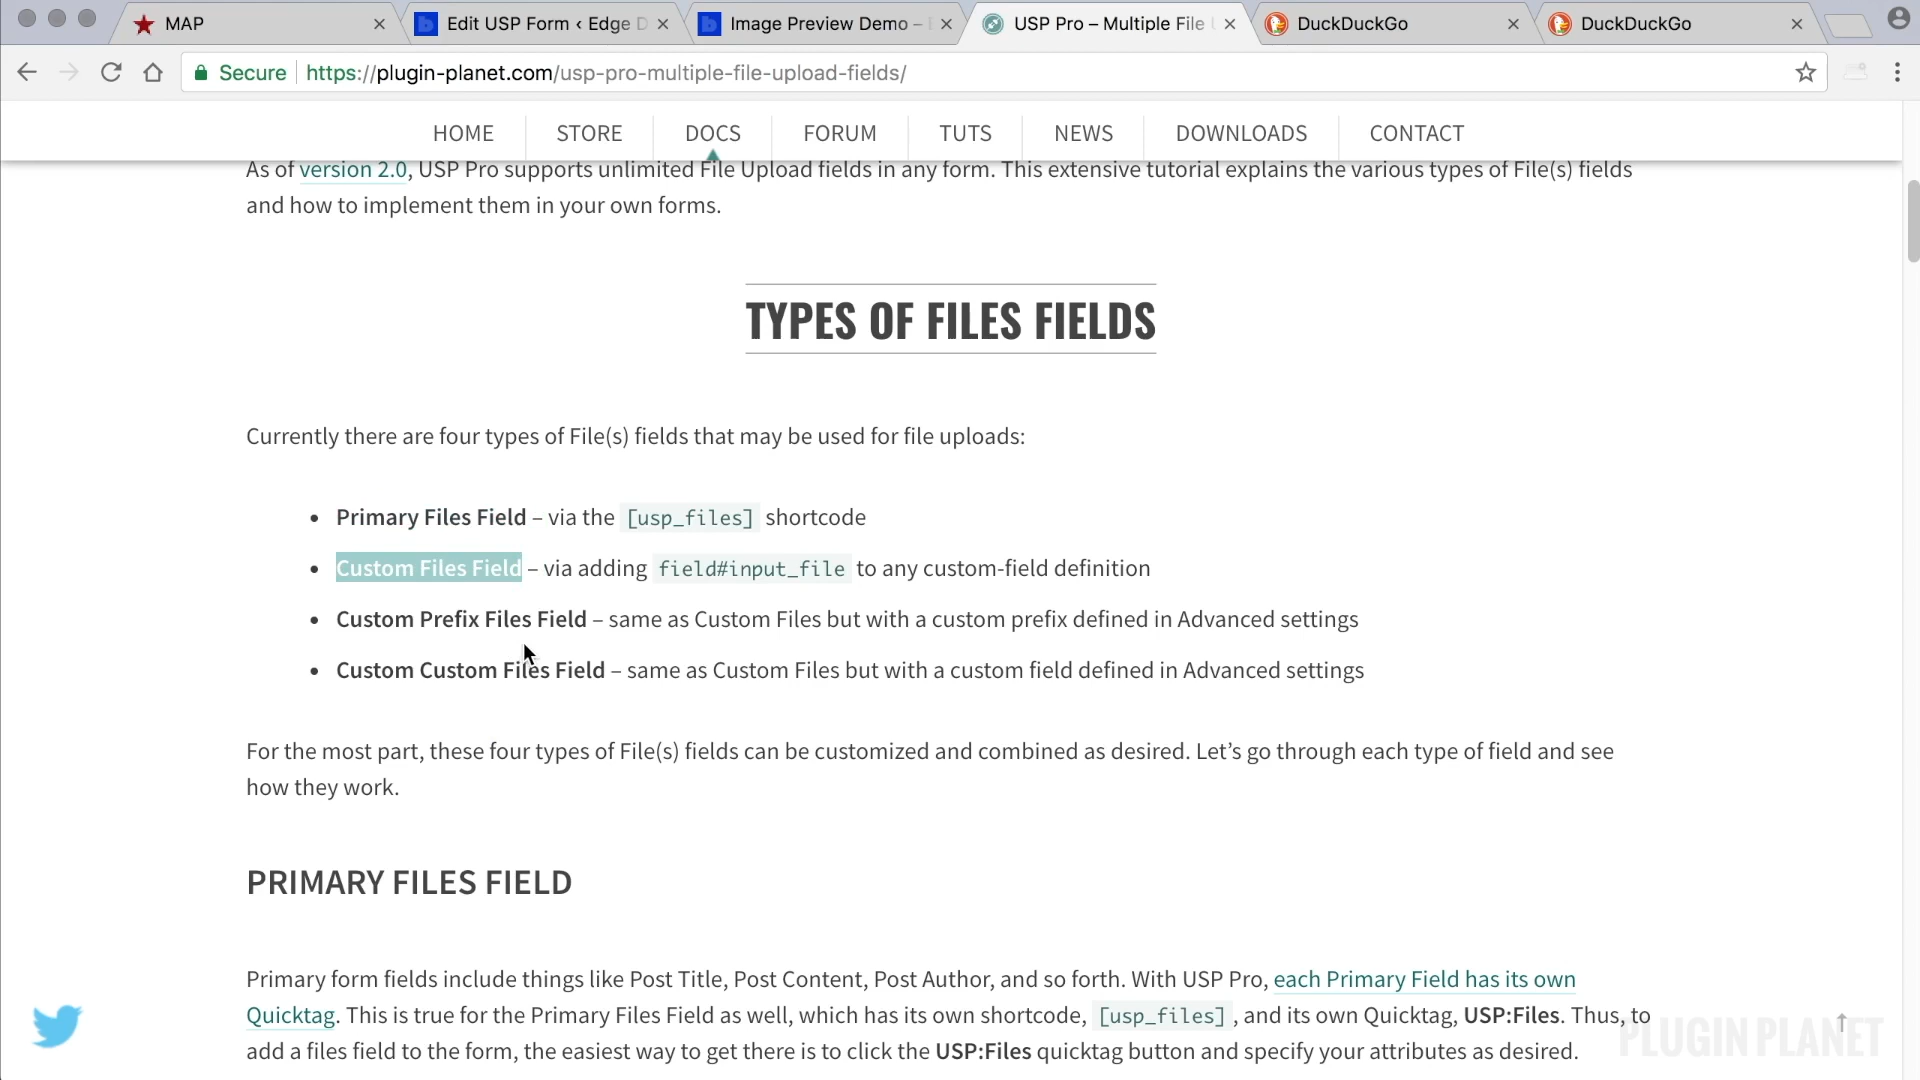 MAP
Edit USP Form ‹ Edge D
Image Preview Demo –
USP Pro – Multiple File
DuckDuckGo
DuckDuckGo
Secure
https://plugin-planet.com/usp-pro-multiple-file-upload-fields/
HOME
STORE
DOCS
FORUM
TUTS
NEWS
DOWNLOADS
CONTACT
As of version 2.0, USP Pro supports unlimited File Upload fields in any form. This extensive tutorial explains the various types of File(s) fields
and how to implement them in your own forms.
TYPES OF FILES FIELDS
Currently there are four types of File(s) fields that may be used for file uploads:
• Primary Files Field – via the [usp_files] shortcode
• Custom Files Field – via adding field#input_file to any custom-field definition
• Custom Prefix Files Field – same as Custom Files but with a custom prefix defined in Advanced settings
• Custom Custom Files Field – same as Custom Files but with a custom field defined in Advanced settings
For the most part, these four types of File(s) fields can be customized and combined as desired. Let’s go through each type of field and see
how they work.
PRIMARY FILES FIELD
Primary form fields include things like Post Title, Post Content, Post Author, and so forth. With USP Pro, each Primary Field has its own
Quicktag. This is true for the Primary Files Field as well, which has its own shortcode, [usp_files], and its own Quicktag, USP:Files. Thus, to
add a files field to the form, the easiest way to get there is to click the USP:Files quicktag button and specify your attributes as desired.
PLUGIN PLANET